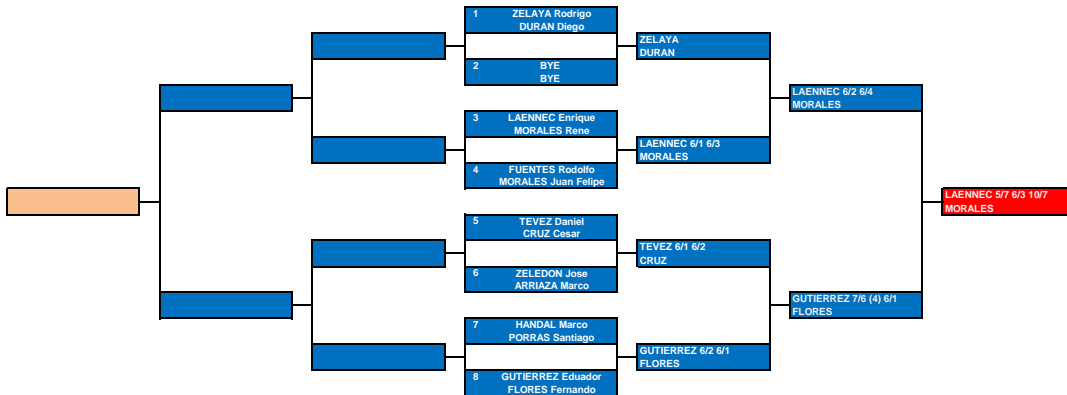 1 ZELAYA Rodrigo
DURAN Diego
ZELAYA
DURAN
2 BYE
BYE
LAENNEC 6/2 6/4
MORALES
3 LAENNEC Enrique
MORALES Rene
LAENNEC 6/1 6/3
MORALES
4 FUENTES Rodolfo
MORALES Juan Felipe
LAENNEC 5/7 6/3 10/7
MORALES
5 TEVEZ Daniel
CRUZ Cesar
TEVEZ 6/1 6/2
CRUZ
6 ZELEDON Jose
ARRIAZA Marco
GUTIERREZ 7/6 (4) 6/1
FLORES
7 HANDAL Marco
PORRAS Santiago
GUTIERREZ 6/2 6/1
FLORES
8 GUTIERREZ Eduador
FLORES Fernando